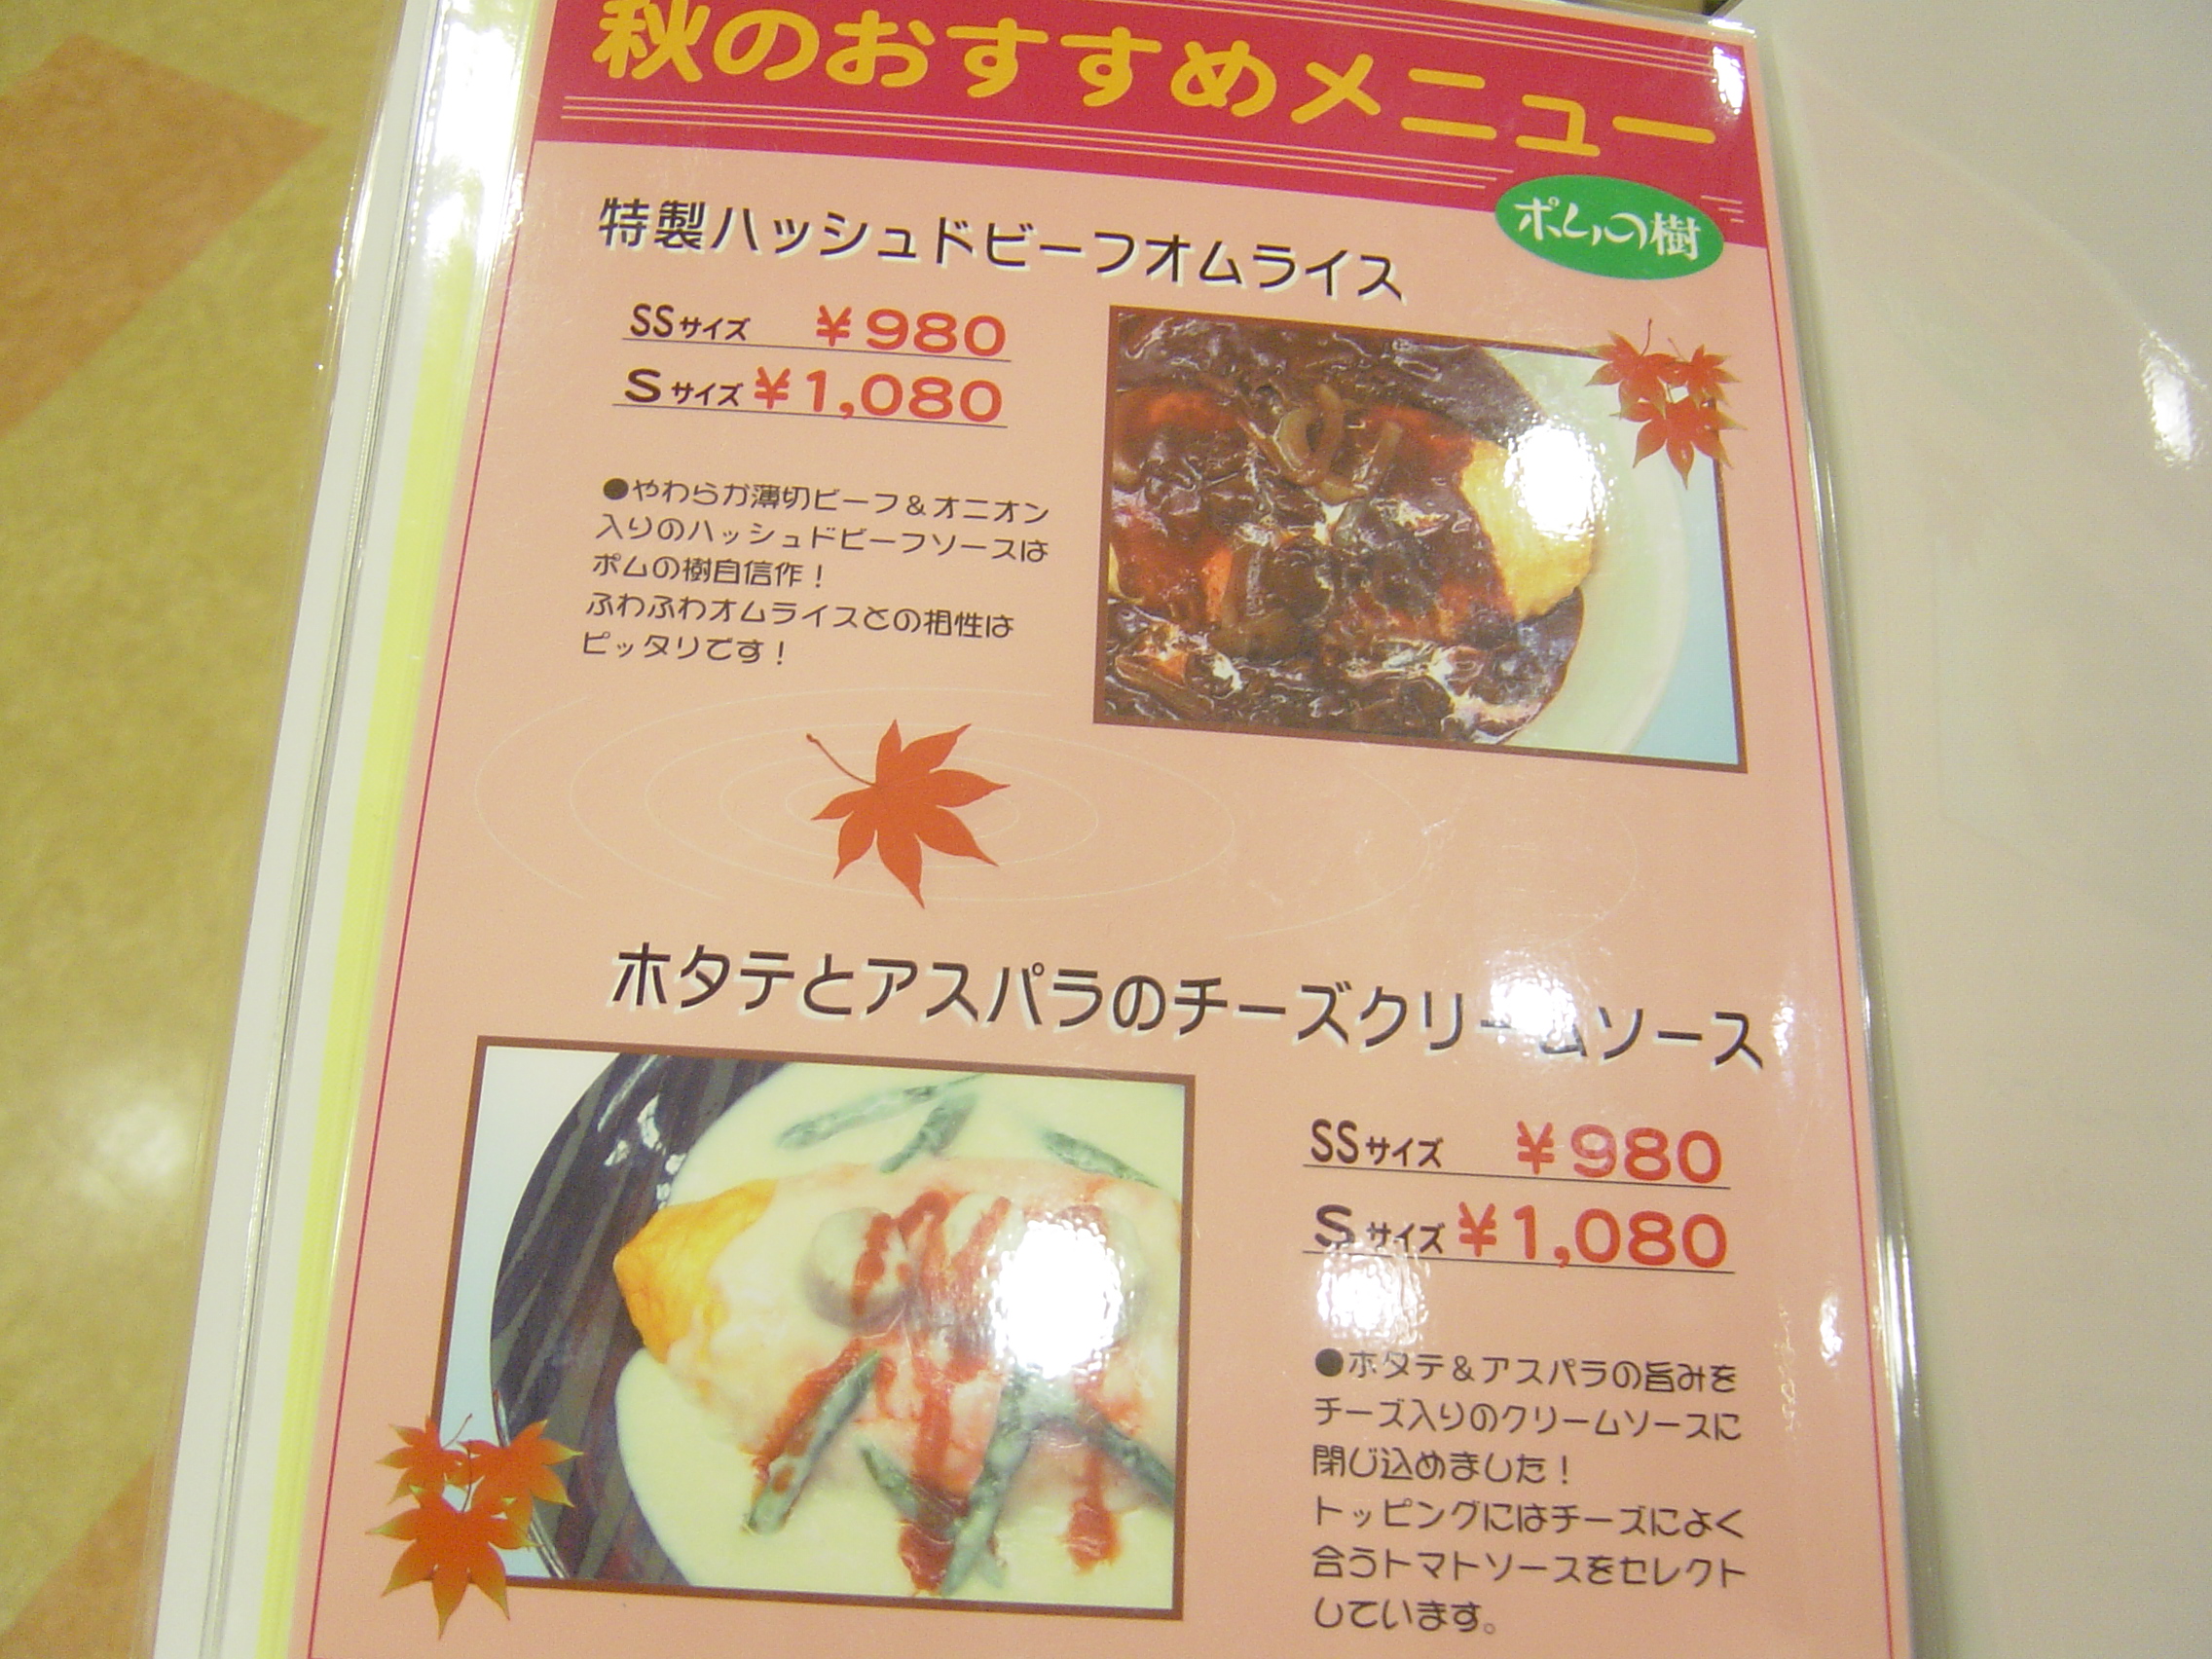 秋のおすすめメニュー
ポムの樹
特製ハッシュドビーフオムライス
SSサイズ ¥980
Sサイズ ¥1,080
●やわらか薄切ビーフ＆オニオン
入りのハッシュドビーフソースは
ポムの樹自信作！
ふわふわオムライスとの相性は
ピッタリです！
ホタテとアスパラのチーズクリームソース
SSサイズ ¥980
Sサイズ ¥1,080
●ホタテ＆アスパラの旨みを
チーズ入りのクリームソースに
閉じ込めました！
トッピングにはチーズによく
合うトマトソースをセレクト
しています。